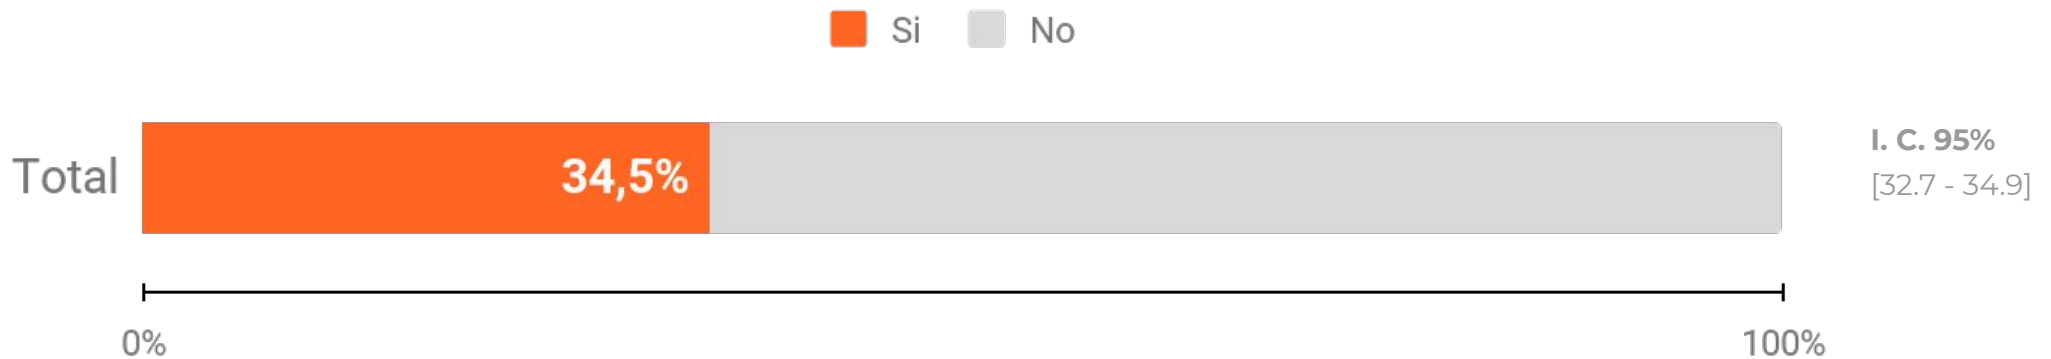 Si No
Total 34,5%
I. C. 95%
[32.7 - 34.9]
0% 100%